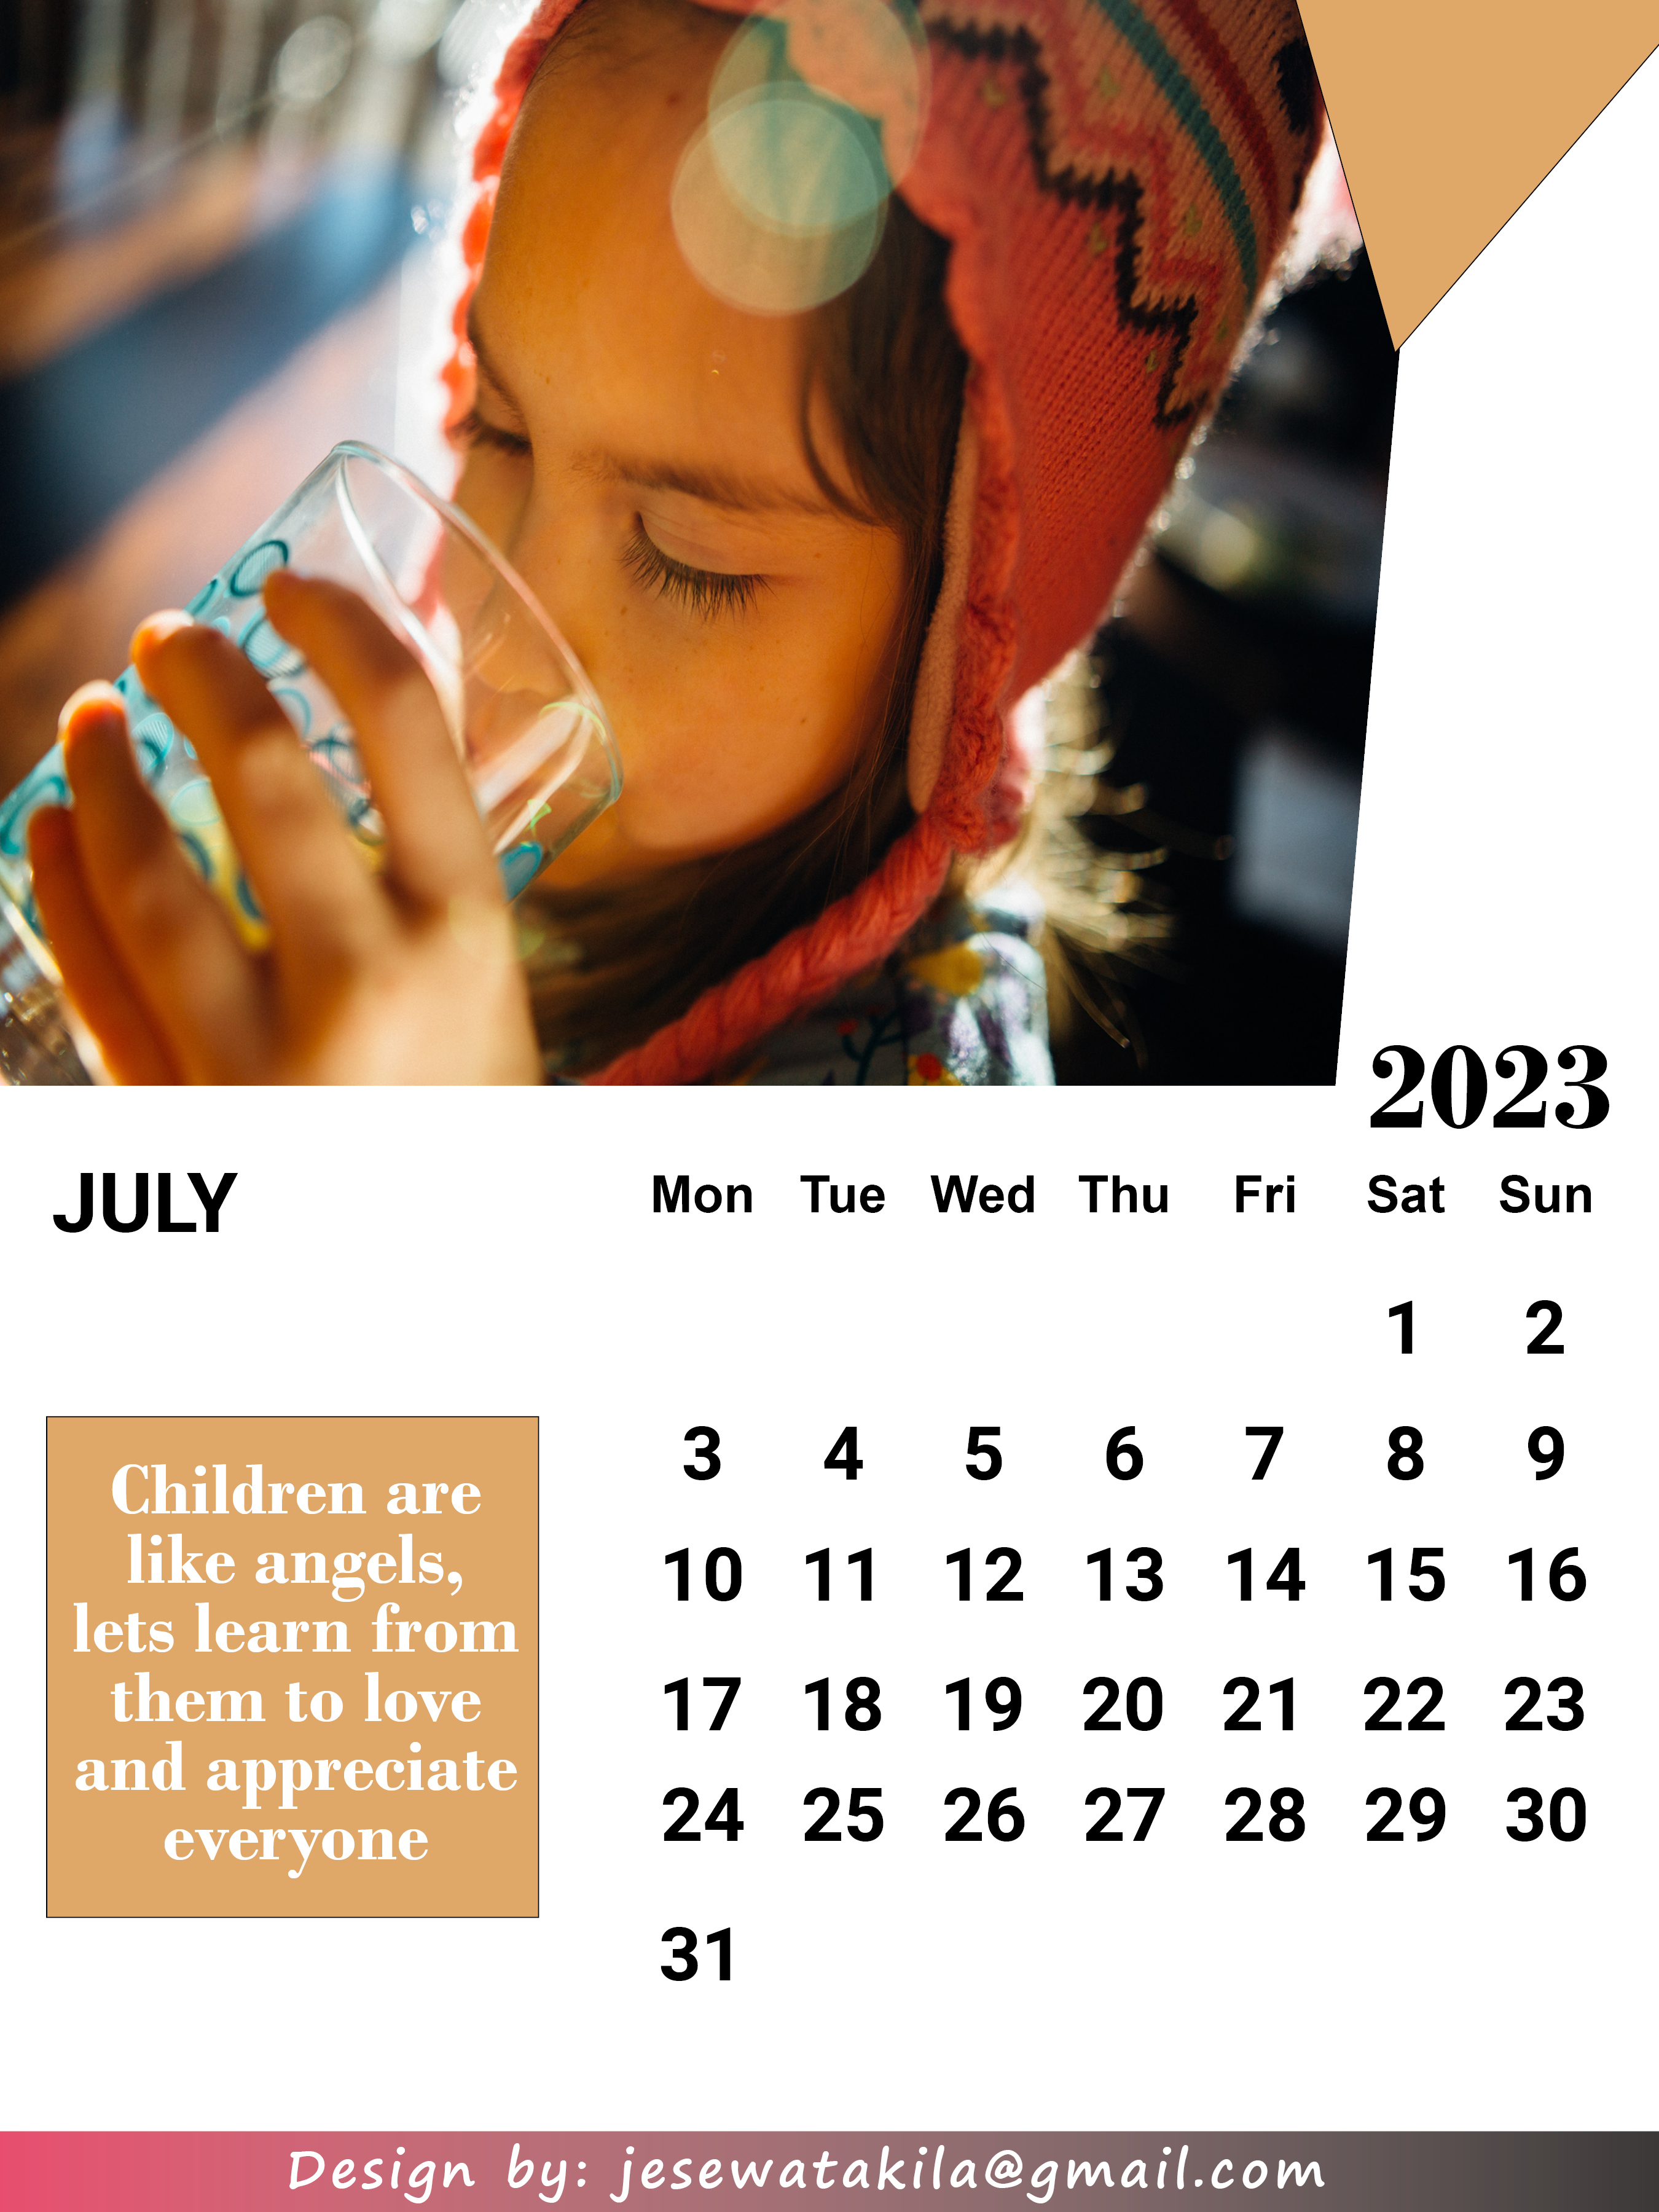 2023
JULY
Mon Tue Wed Thu Fri Sat Sun
1 2
3 4 5 6 7 8 9
10 11 12 13 14 15 16
17 18 19 20 21 22 23
24 25 26 27 28 29 30
31
Children are
like angels,
lets learn from
them to love
and appreciate
everyone
Design by: jesewatakila@gmail.com